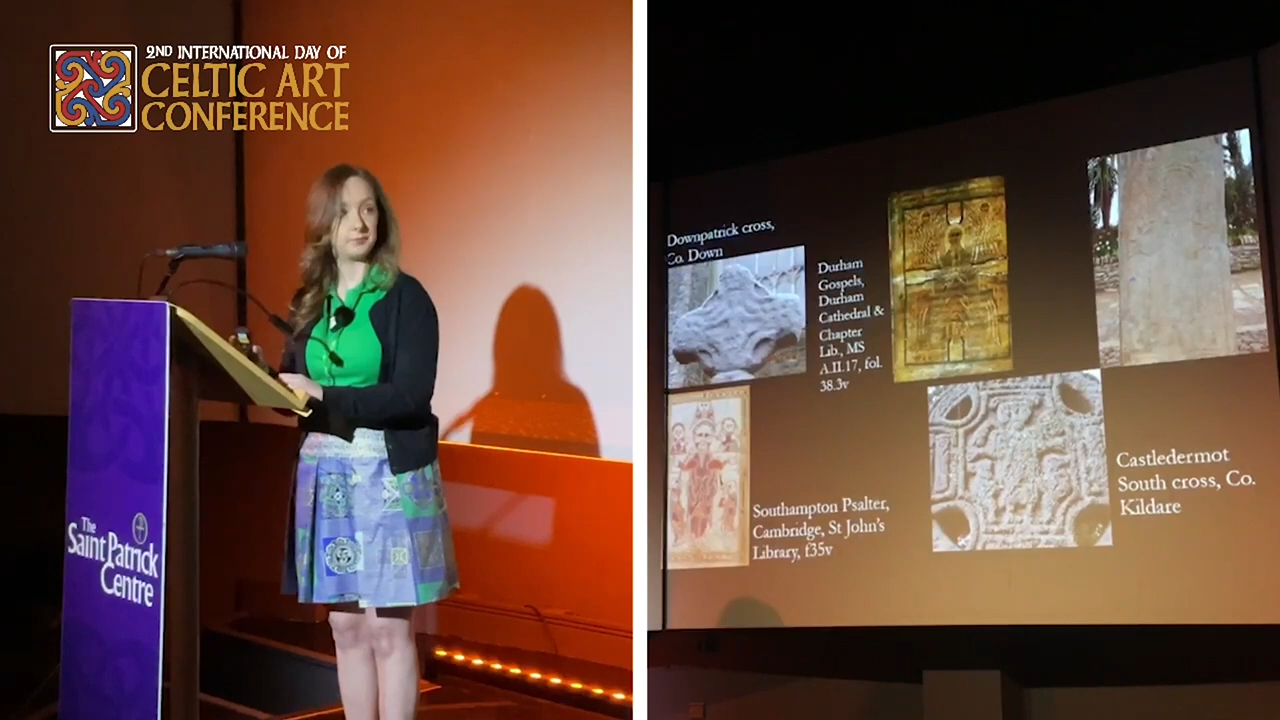 2ND INTERNATIONAL DAY OF
CELTIC ART
CONFERENCE
The
Saint Patrick
Centre
Downpatrick cross,
Co. Down
Durham
Gospels,
Durham
Cathedral &
Chapter
Lib., MS
A.II.17, fol.
38.3v
Southampton Psalter,
Cambridge, St John's
Library, f35v
Castledermot
South cross, Co.
Kildare